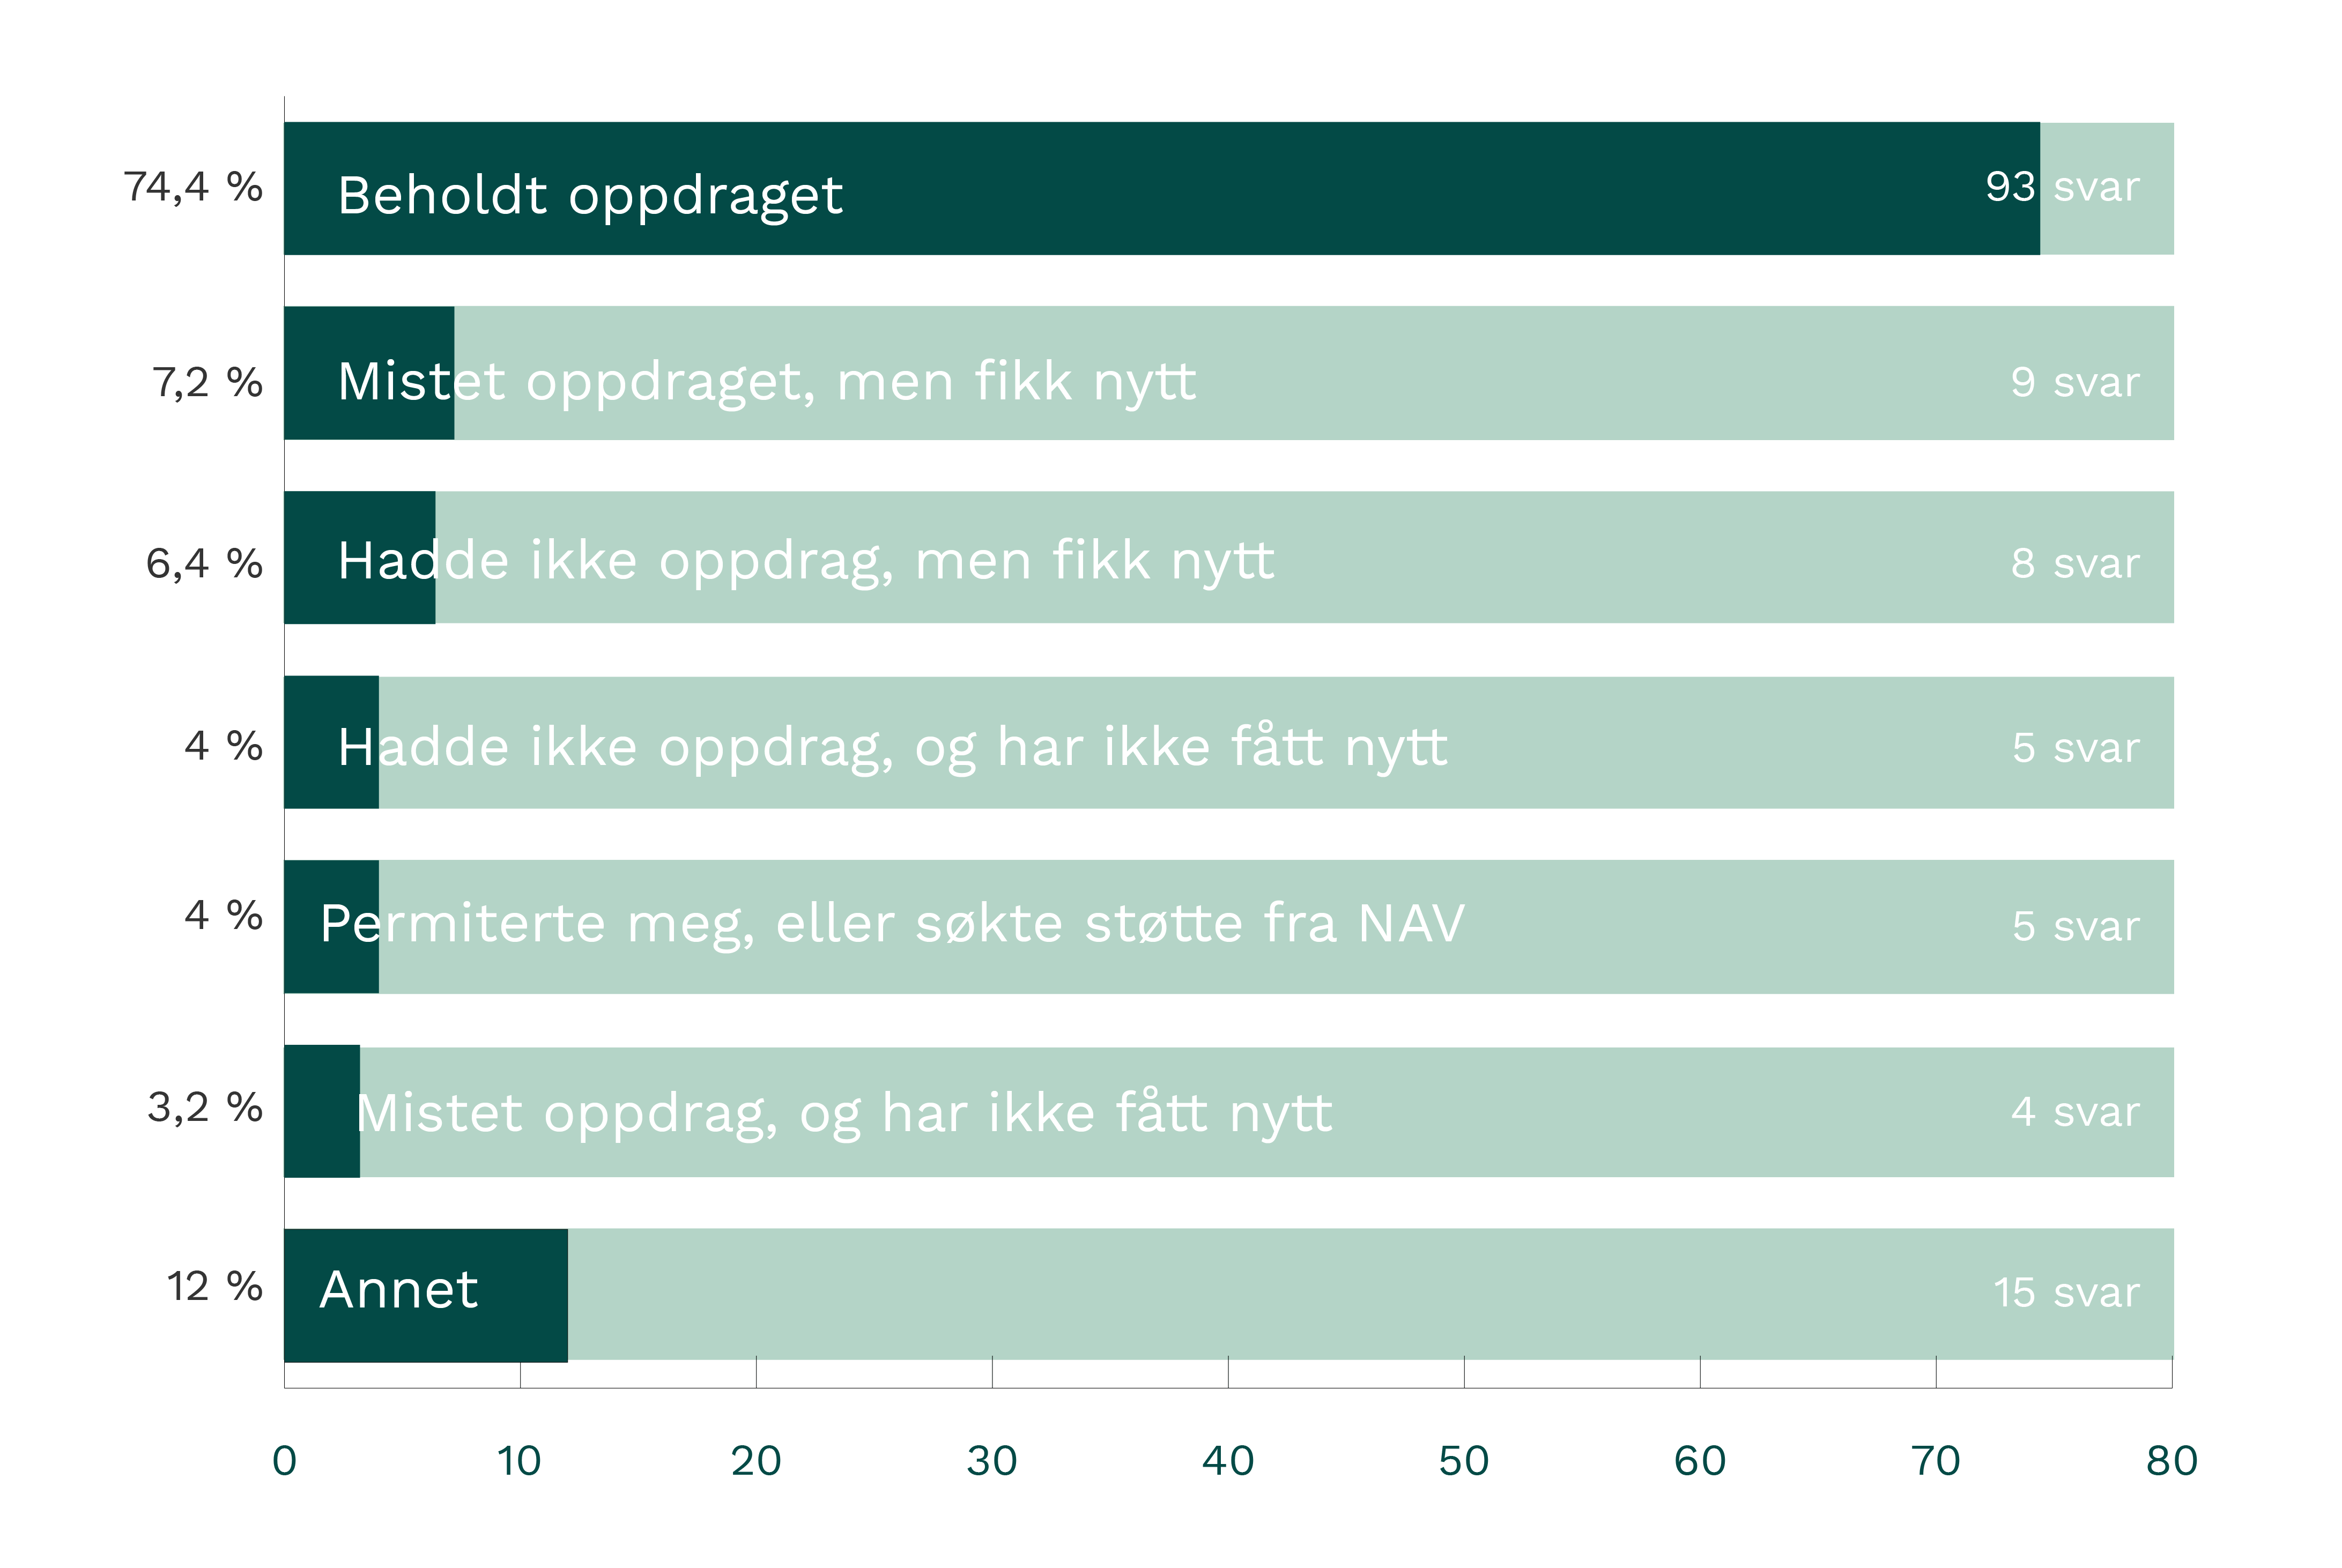 74,4 % Beholdt oppdraget 93 svar
7,2 % Mistet oppdraget, men fikk nytt 9 svar
6,4 % Hadde ikke oppdrag, men fikk nytt 8 svar
4 % Hadde ikke oppdrag, og har ikke fått nytt 5 svar
4 % Permiterte meg, eller søkte støtte fra NAV 5 svar
3,2 % Mistet oppdrag, og har ikke fått nytt 4 svar
12 % Annet 15 svar
0 10 20 30 40 50 60 70 80